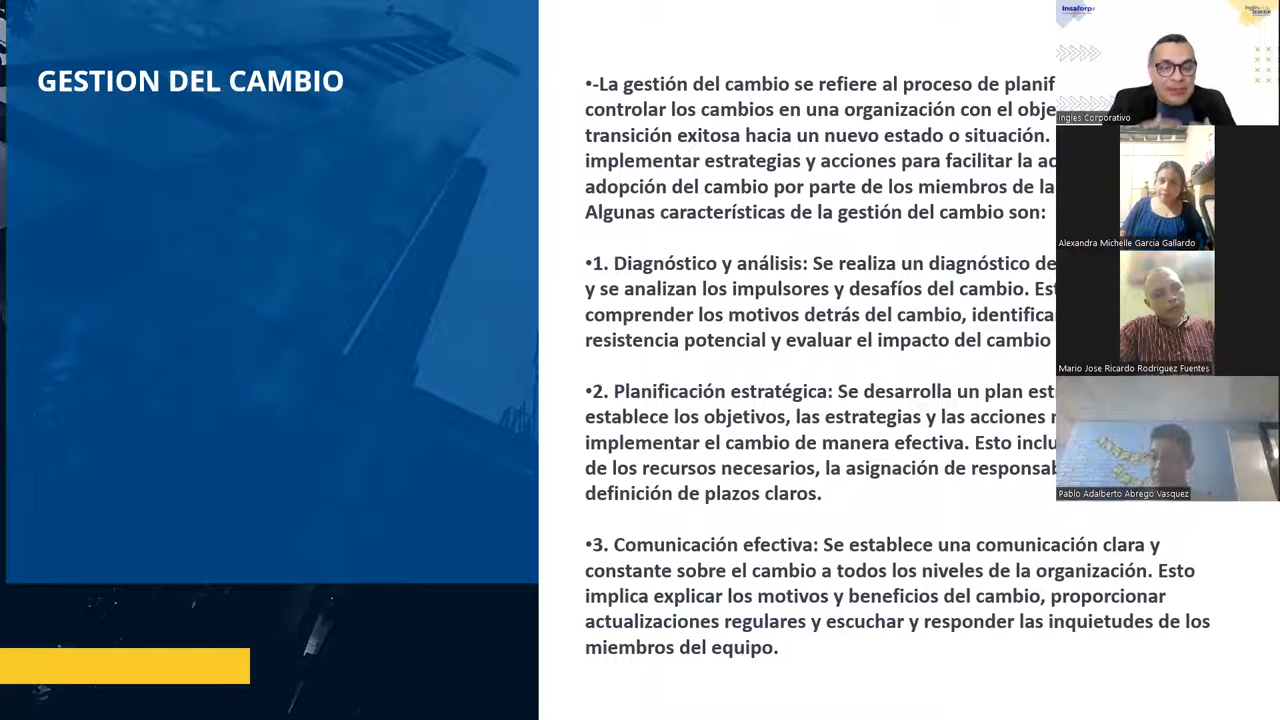 GESTION DEL CAMBIO
•-La gestión del cambio se refiere al proceso de planif
controlar los cambios en una organización con el obje
transición exitosa hacia un nuevo estado o situación.
implementar estrategias y acciones para facilitar la ac
adopción del cambio por parte de los miembros de la
Algunas características de la gestión del cambio son:
•1. Diagnóstico y análisis: Se realiza un diagnóstico de
y se analizan los impulsores y desafíos del cambio. Est
comprender los motivos detrás del cambio, identifica
resistencia potencial y evaluar el impacto del cambio
•2. Planificación estratégica: Se desarrolla un plan est
establece los objetivos, las estrategias y las acciones
implementar el cambio de manera efectiva. Esto inclu
de los recursos necesarios, la asignación de responsab
definición de plazos claros.
•3. Comunicación efectiva: Se establece una comunicación clara y
constante sobre el cambio a todos los niveles de la organización. Esto
implica explicar los motivos y beneficios del cambio, proporcionar
actualizaciones regulares y escuchar y responder las inquietudes de los
miembros del equipo.
insaforp
Ingles Corporativo
Alexandra Michelle Garcia Gallardo
Mario Jose Ricardo Rodriguez Fuentes
Pablo Adalberto Abrego Vasquez